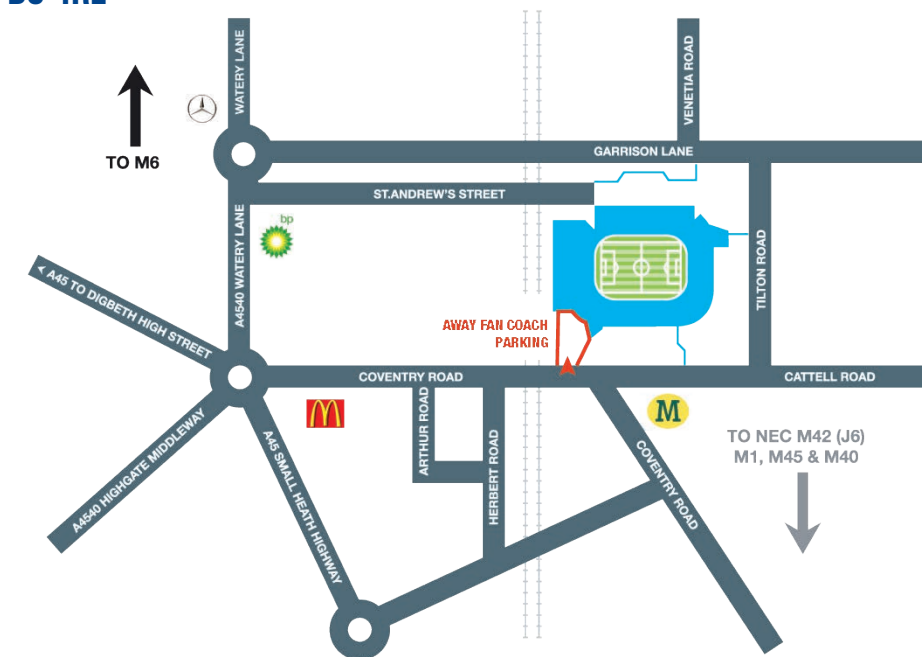 WATERY LANE
VENETIA ROAD
TO M6
GARRISON LANE
ST.ANDREW'S STREET
bp
A4540 WATERY LANE
A45 TO DIGBETH HIGH STREET
TILTON ROAD
AWAY FAN COACH
PARKING
COVENTRY ROAD
CATTELL ROAD
M
M
ARTHUR ROAD
HERBERT ROAD
COVENTRY ROAD
TO NEC M42 (J6)
M1, M45 & M40
A4540 HIGHGATE MIDDLEWAY
A45 SMALL HEATH HIGHWAY